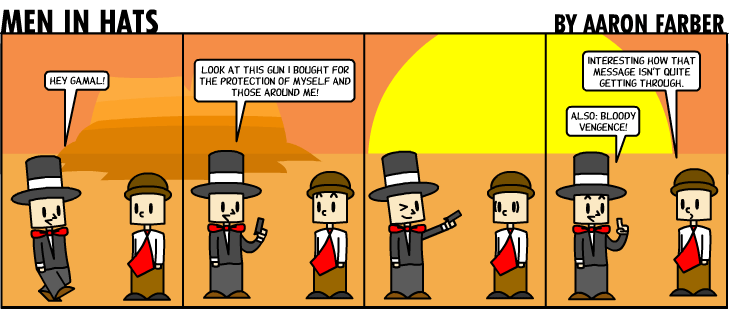 MEN IN HATS
BY AARON FARBER
HEY GAMAL!
LOOK AT THIS GUN I BOUGHT FOR
THE PROTECTION OF MYSELF AND
THOSE AROUND ME!
INTERESTING HOW THAT
MESSAGE ISN'T QUITE
GETTING THROUGH.
ALSO: BLOODY
VENGENCE!